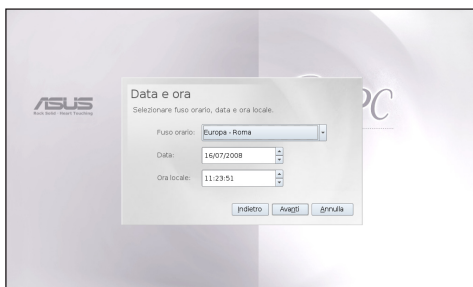 ASUS
Rock Solid · Heart Touching
PC
Data e ora
Selezionare fuso orario, data e ora locale.
Fuso orario: Europa - Roma
Data: 16/07/2008
Ora locale: 11:23:51
Indietro Avanti Annulla